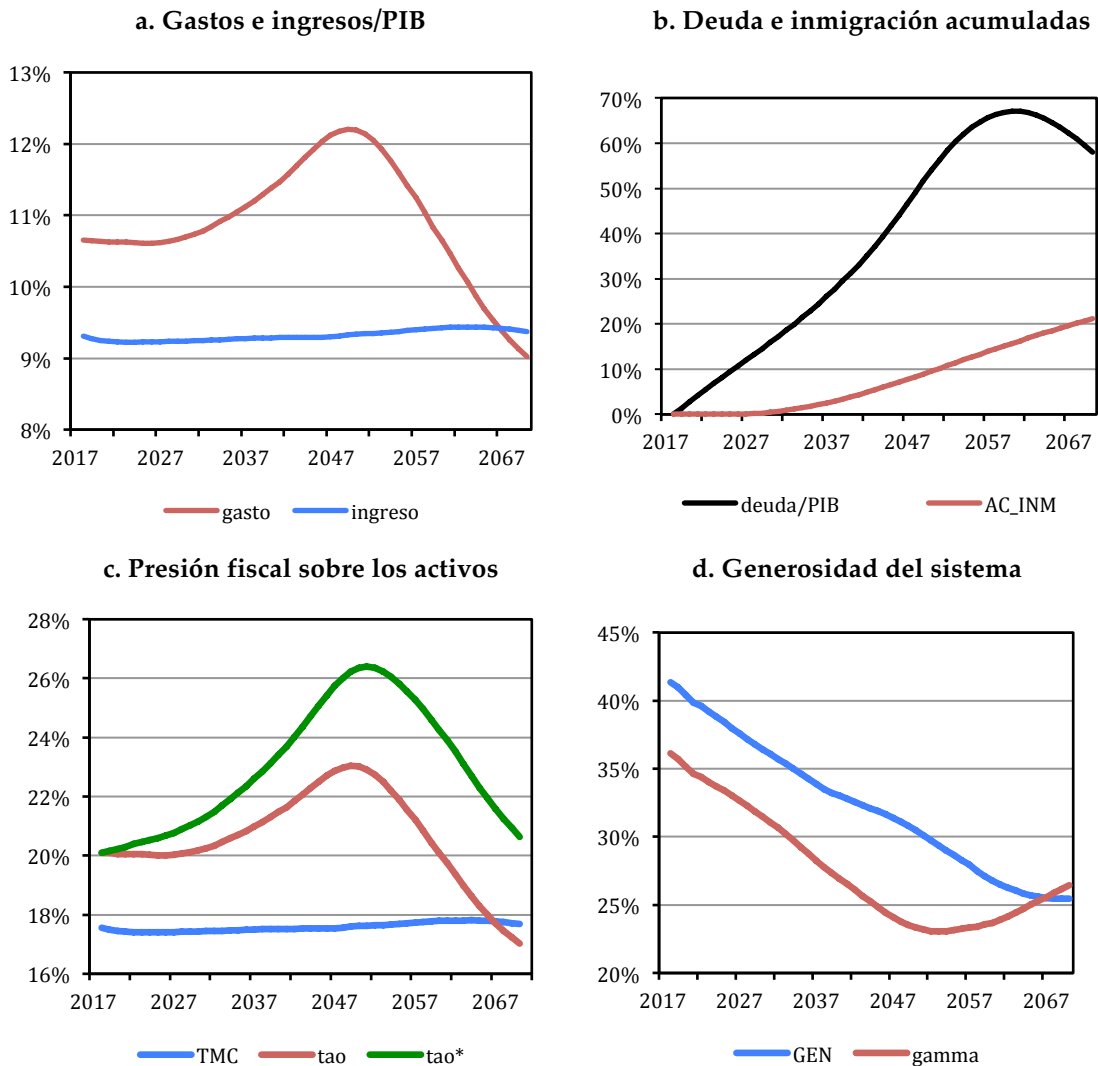 a. Gastos e ingresos/PIB
13%
12%
11%
10%
9%
8%
2017 2027 2037 2047 2057 2067
gasto ingreso
b. Deuda e inmigración acumuladas
70%
60%
50%
40%
30%
20%
10%
0%
2017 2027 2037 2047 2057 2067
deuda/PIB AC_INM
c. Presión fiscal sobre los activos
28%
26%
24%
22%
20%
18%
16%
2017 2027 2037 2047 2057 2067
TMC tao tao*
d. Generosidad del sistema
45%
40%
35%
30%
25%
20%
2017 2027 2037 2047 2057 2067
GEN gamma